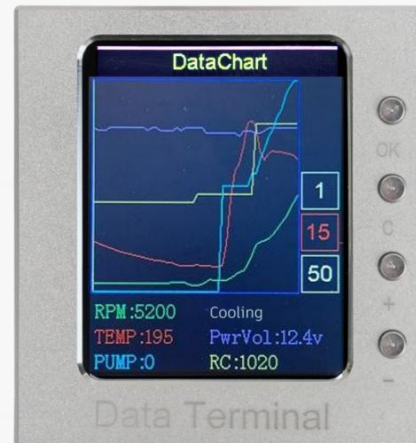 DataChart
OK
1
C
15
50
+
RPM:5200 Cooling
TEMP:195 PwrVol:12.4v
PUMP:0 RC:1020
-
Data Terminal